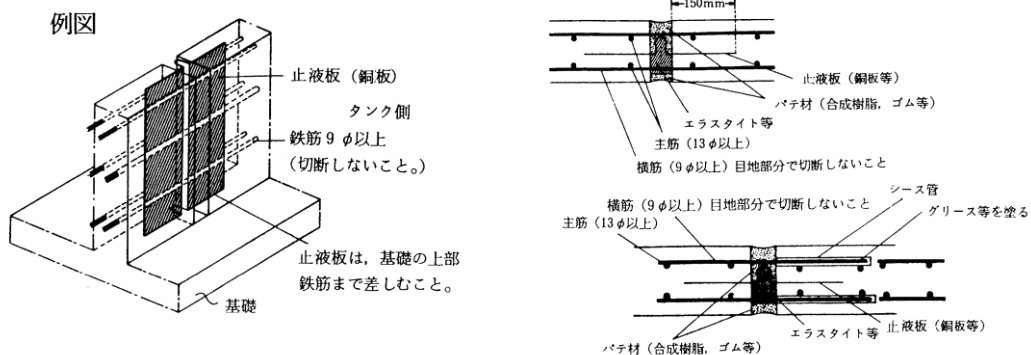 例図
止液板（銅板）
タンク側
鉄筋９φ以上
（切断しないこと。）
止液板は，基礎の上部
鉄筋まで差しむこと。
基礎
150mm
止液板（銅板等）
パテ材（合成樹脂，ゴム等）
エラスタイト等
主筋（13φ以上）
横筋（９φ以上）目地部分で切断しないこと
シース管
横筋（９φ以上）目地部分で切断しないこと
グリース等を塗る
主筋（13φ以上）
止液板（銅板等）
エラスタイト等
パテ材（合成樹脂，ゴム等）